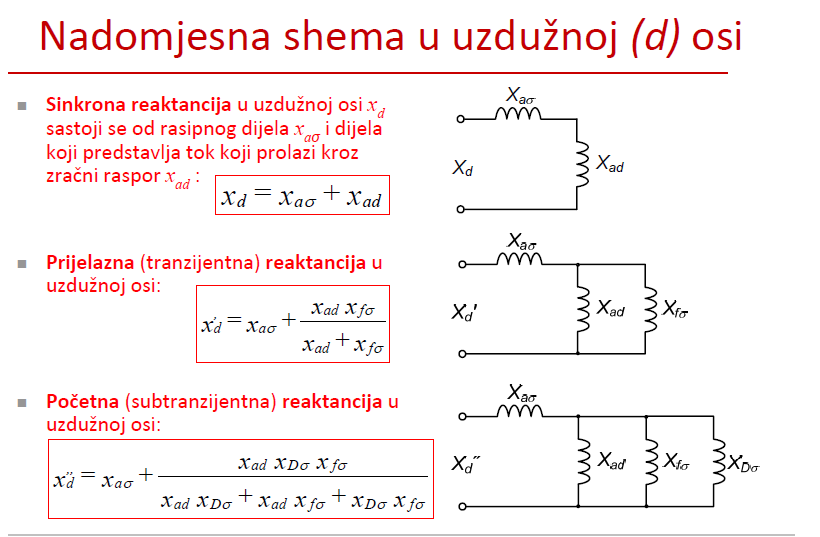 Nadomjesna shema u uzdužnoj (d) osi
Sinkrona reaktancija u uzdužnoj osi x_d
sastoji se od rasipnog dijela x_aσ i dijela
koji predstavlja tok koji prolazi kroz
zračni raspor x_ad :
x_d = x_aσ + x_ad
X_aσ
X_d
X_ad
Prijelazna (tranzijentna) reaktancija u
uzdužnoj osi:
x'_d = x_aσ + (x_ad x_fσ) / (x_ad + x_fσ)
X_aσ
X_d'
X_ad
X_fσ
Početna (subtranzijentna) reaktancija u
uzdužnoj osi:
x''_d = x_aσ + (x_ad x_Dσ x_fσ) / (x_ad x_Dσ + x_ad x_fσ + x_Dσ x_fσ)
X_aσ
X_d''
X_ad
X_fσ
X_Dσ